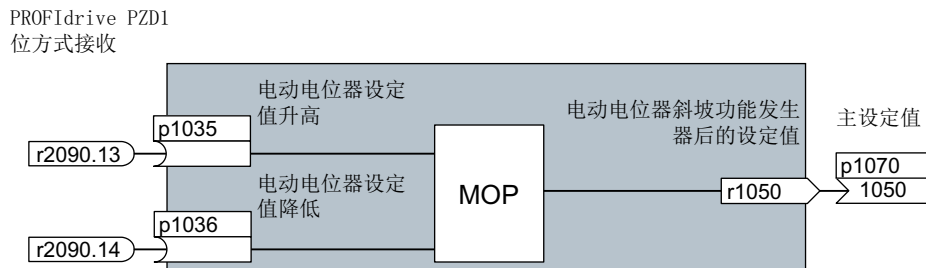 PROFIdrive PZD1
位方式接收
电动电位器设定
值升高
p1035
r2090.13
电动电位器设定
值降低
p1036
r2090.14
MOP
电动电位器斜坡功能发生
器后的设定值
r1050
主设定值
p1070
1050